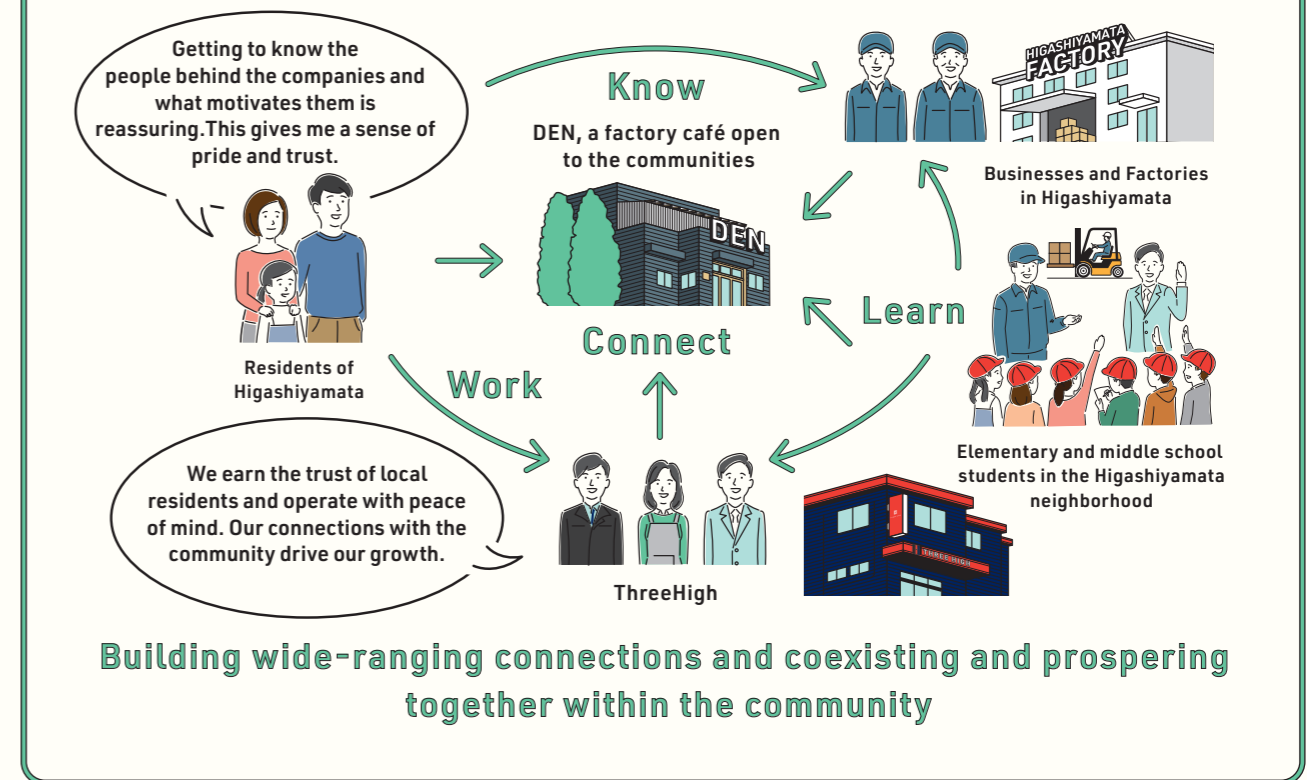 Getting to know the
people behind the companies and
what motivates them is
reassuring.This gives me a sense of
pride and trust.
Know
DEN, a factory café open
to the communities
DEN
HIGASHIYAMATA
FACTORY
Businesses and Factories
in Higashiyamata
Residents of
Higashiyamata
Connect
Learn
Work
Elementary and middle school
students in the Higashiyamata
neighborhood
We earn the trust of local
residents and operate with peace
of mind. Our connections with the
community drive our growth.
THREE HIGH
ThreeHigh
Building wide-ranging connections and coexisting and prospering
together within the community